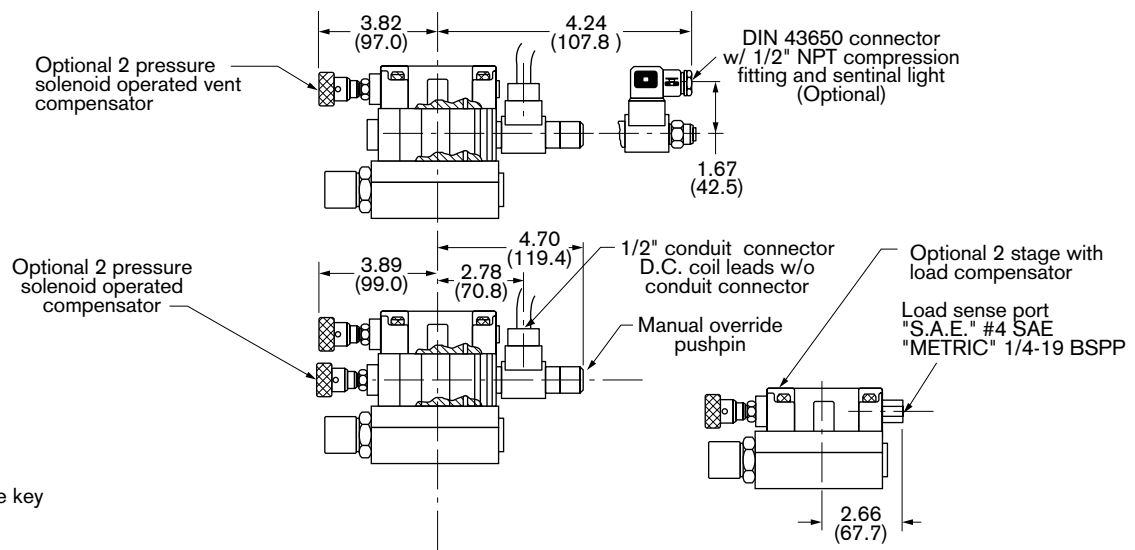 3.82
(97.0)
4.24
(107.8 )
DIN 43650 connector
w/ 1/2" NPT compression
fitting and sentinal light
(Optional)
Optional 2 pressure
solenoid operated vent
compensator
1.67
(42.5)
4.70
(119.4)
1/2" conduit connector
D.C. coil leads w/o
conduit connector
Optional 2 stage with
load compensator
Optional 2 pressure
solenoid operated
compensator
3.89
(99.0)
2.78
(70.8)
Load sense port
"S.A.E." #4 SAE
"METRIC" 1/4-19 BSPP
Manual override
pushpin
e key
2.66
(67.7)